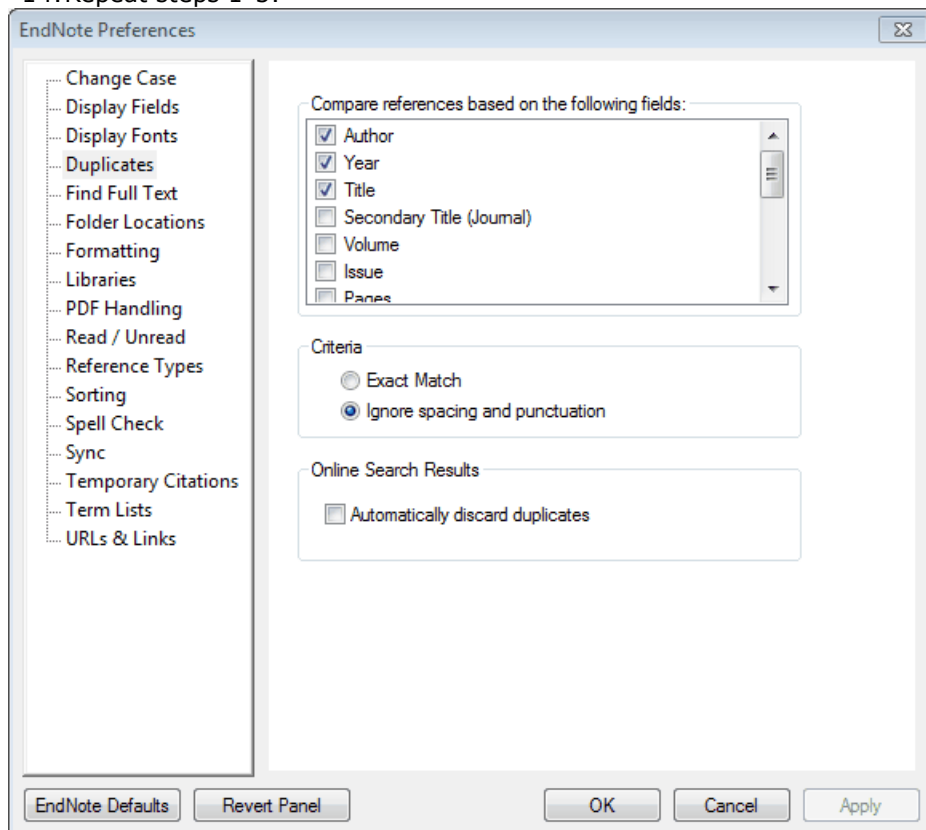 EndNote Preferences
Change Case
Display Fields
Display Fonts
Duplicates
Find Full Text
Folder Locations
Formatting
Libraries
PDF Handling
Read / Unread
Reference Types
Sorting
Spell Check
Sync
Temporary Citations
Term Lists
URLs & Links
Compare references based on the following fields:
Author
Year
Title
Secondary Title (Journal)
Volume
Issue
Pages
Criteria
Exact Match
Ignore spacing and punctuation
Online Search Results
Automatically discard duplicates
EndNote Defaults
Revert Panel
OK
Cancel
Apply